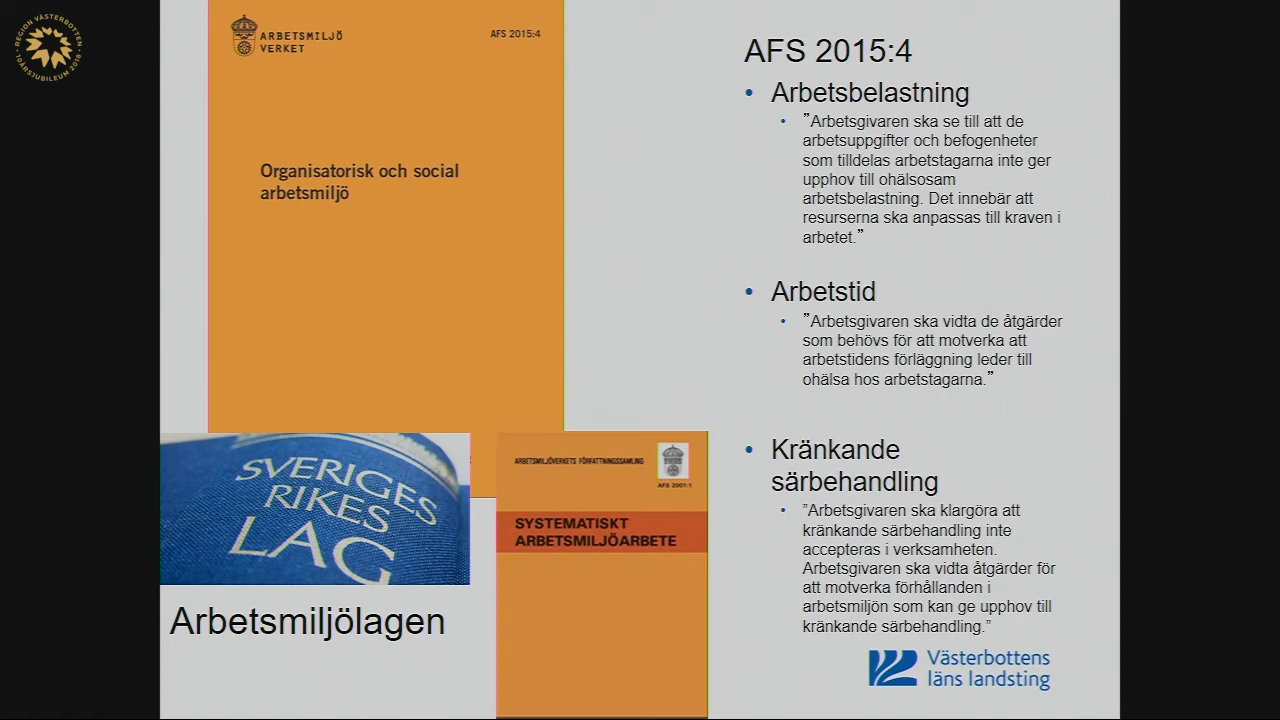 REGION VÄSTERBOTTEN
10 ÅRSJUBILEUM 2018
ARBETSMILJÖ
VERKET
AFS 2015:4
Organisatorisk och social
arbetsmiljö
SVERIGES
RIKES
LAG
Arbetsmiljölagen
ARBETSMILJÖVERKETS FÖRFATTNINGSSAMLING
AFS 2001:1
SYSTEMATISKT
ARBETSMILJÖARBETE
AFS 2015:4
• Arbetsbelastning
• ”Arbetsgivaren ska se till att de
arbetsuppgifter och befogenheter
som tilldelas arbetstagarna inte ger
upphov till ohälsosam
arbetsbelastning. Det innebär att
resurserna ska anpassas till kraven i
arbetet.”
• Arbetstid
• ”Arbetsgivaren ska vidta de åtgärder
som behövs för att motverka att
arbetstidens förläggning leder till
ohälsa hos arbetstagarna.”
• Kränkande
särbehandling
• ”Arbetsgivaren ska klargöra att
kränkande särbehandling inte
accepteras i verksamheten.
Arbetsgivaren ska vidta åtgärder för
att motverka förhållanden i
arbetsmiljön som kan ge upphov till
kränkande särbehandling.”
Västerbottens
läns landsting